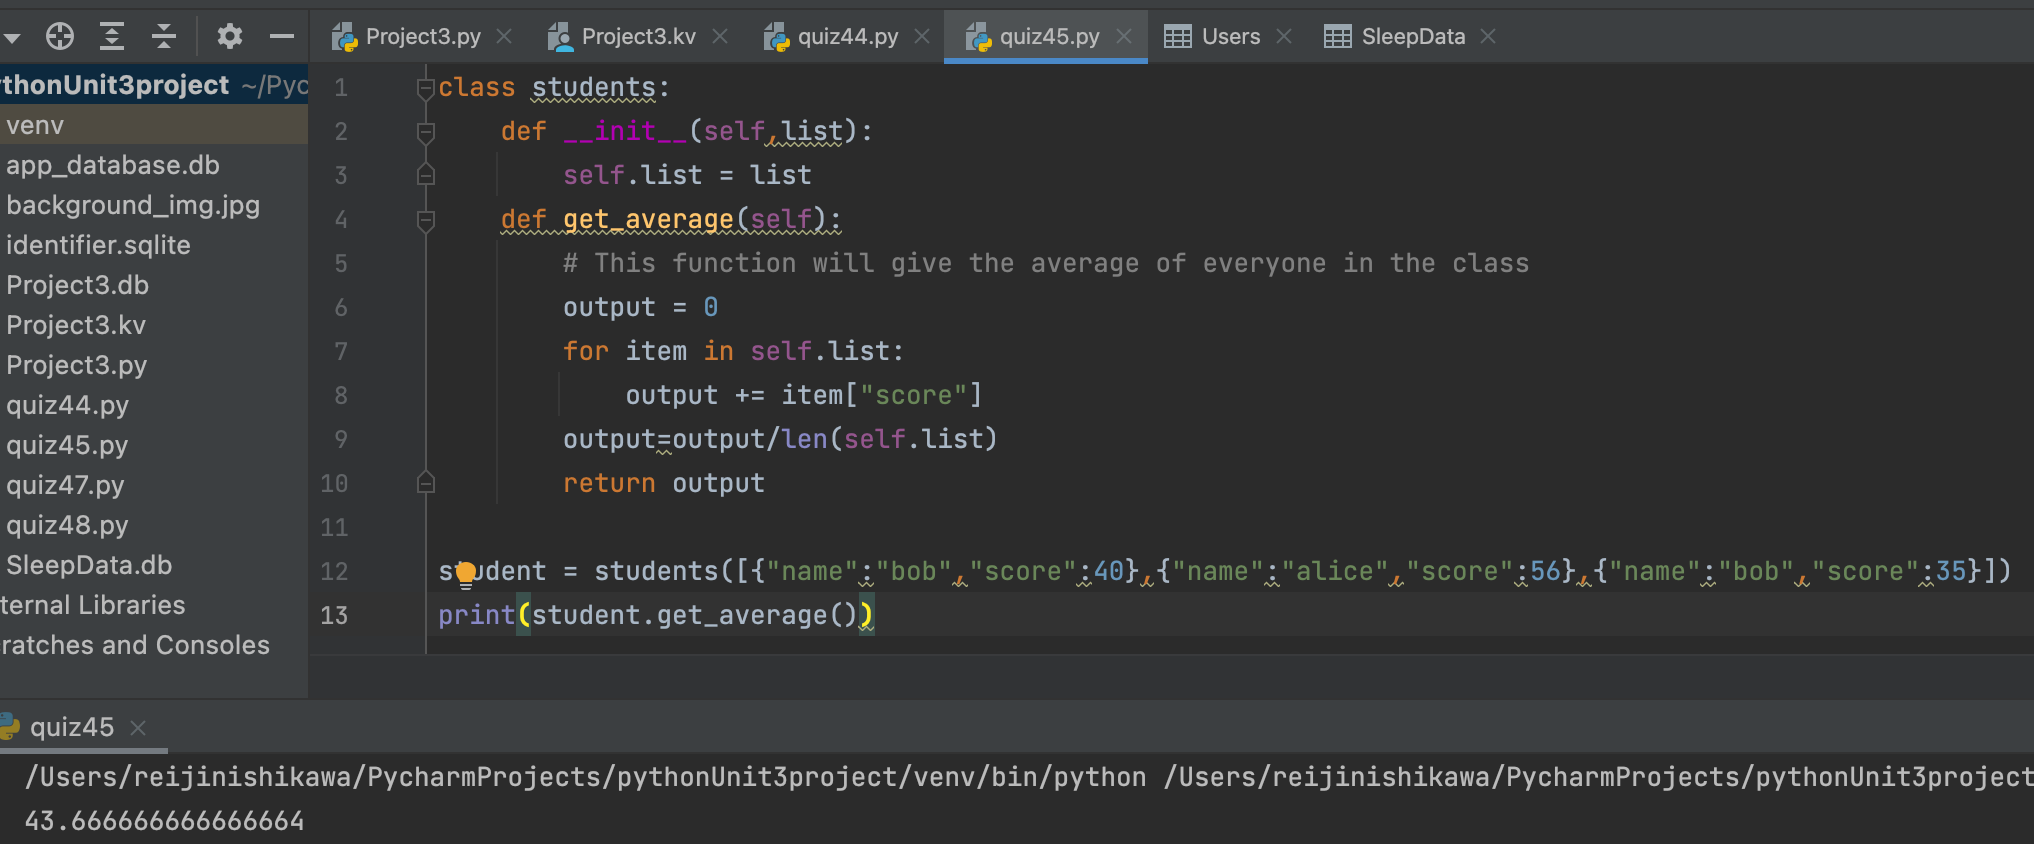 Project3.py
Project3.kv
quiz44.py
quiz45.py
Users
SleepData
thonUnit3project ~/Pyc
venv
app_database.db
background_img.jpg
identifier.sqlite
Project3.db
Project3.kv
Project3.py
quiz44.py
quiz45.py
quiz47.py
quiz48.py
SleepData.db
ternal Libraries
ratches and Consoles
1 class students:
2 def __init__(self,list):
3 self.list = list
4 def get_average(self):
5 # This function will give the average of everyone in the class
6 output = 0
7 for item in self.list:
8 output += item["score"]
9 output=output/len(self.list)
10 return output
11
12 student = students([{"name":"bob","score":40},{"name":"alice","score":56},{"name":"bob","score":35}])
13 print(student.get_average())
quiz45
/Users/reijinishikawa/PycharmProjects/pythonUnit3project/venv/bin/python /Users/reijinishikawa/PycharmProjects/pythonUnit3project
43.666666666666664